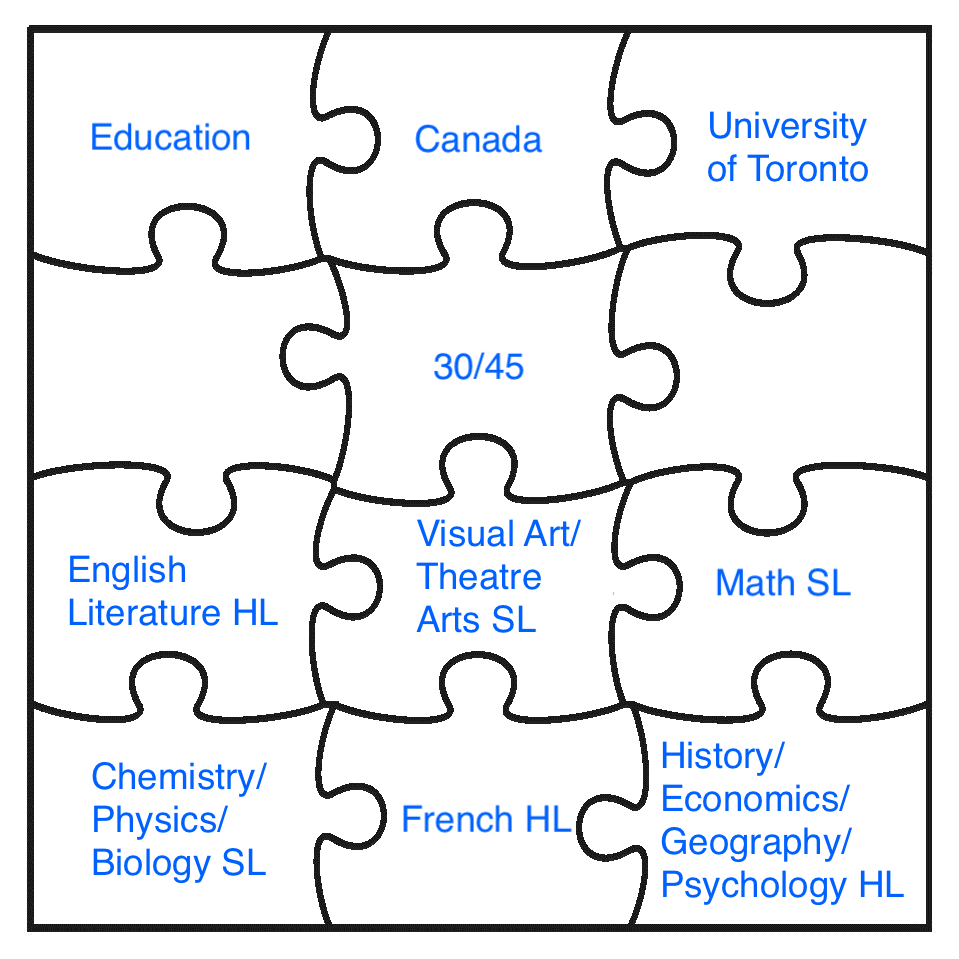 Education
Canada
University
of Toronto
30/45
English
Literature HL
Visual Art/
Theatre
Arts SL
Math SL
Chemistry/
Physics/
Biology SL
French HL
History/
Economics/
Geography/
Psychology HL